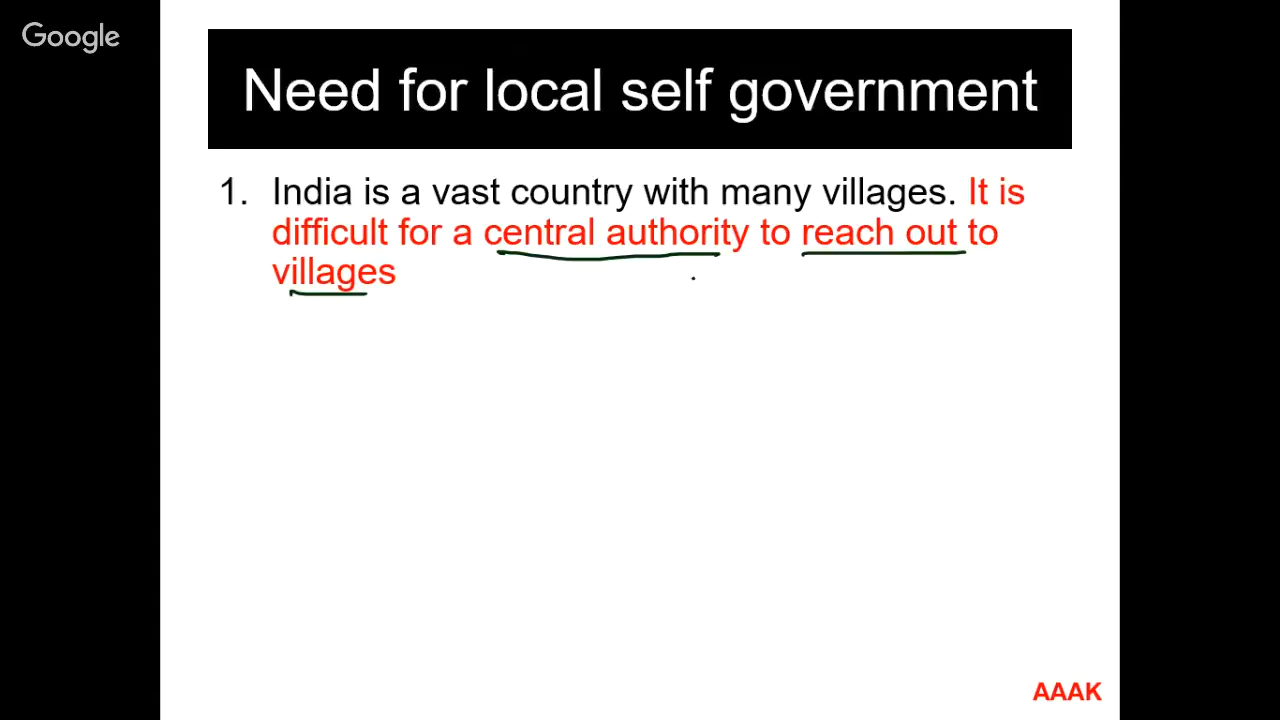 Google
Need for local self government
1. India is a vast country with many villages. It is
difficult for a central authority to reach out to
villages
AAAK